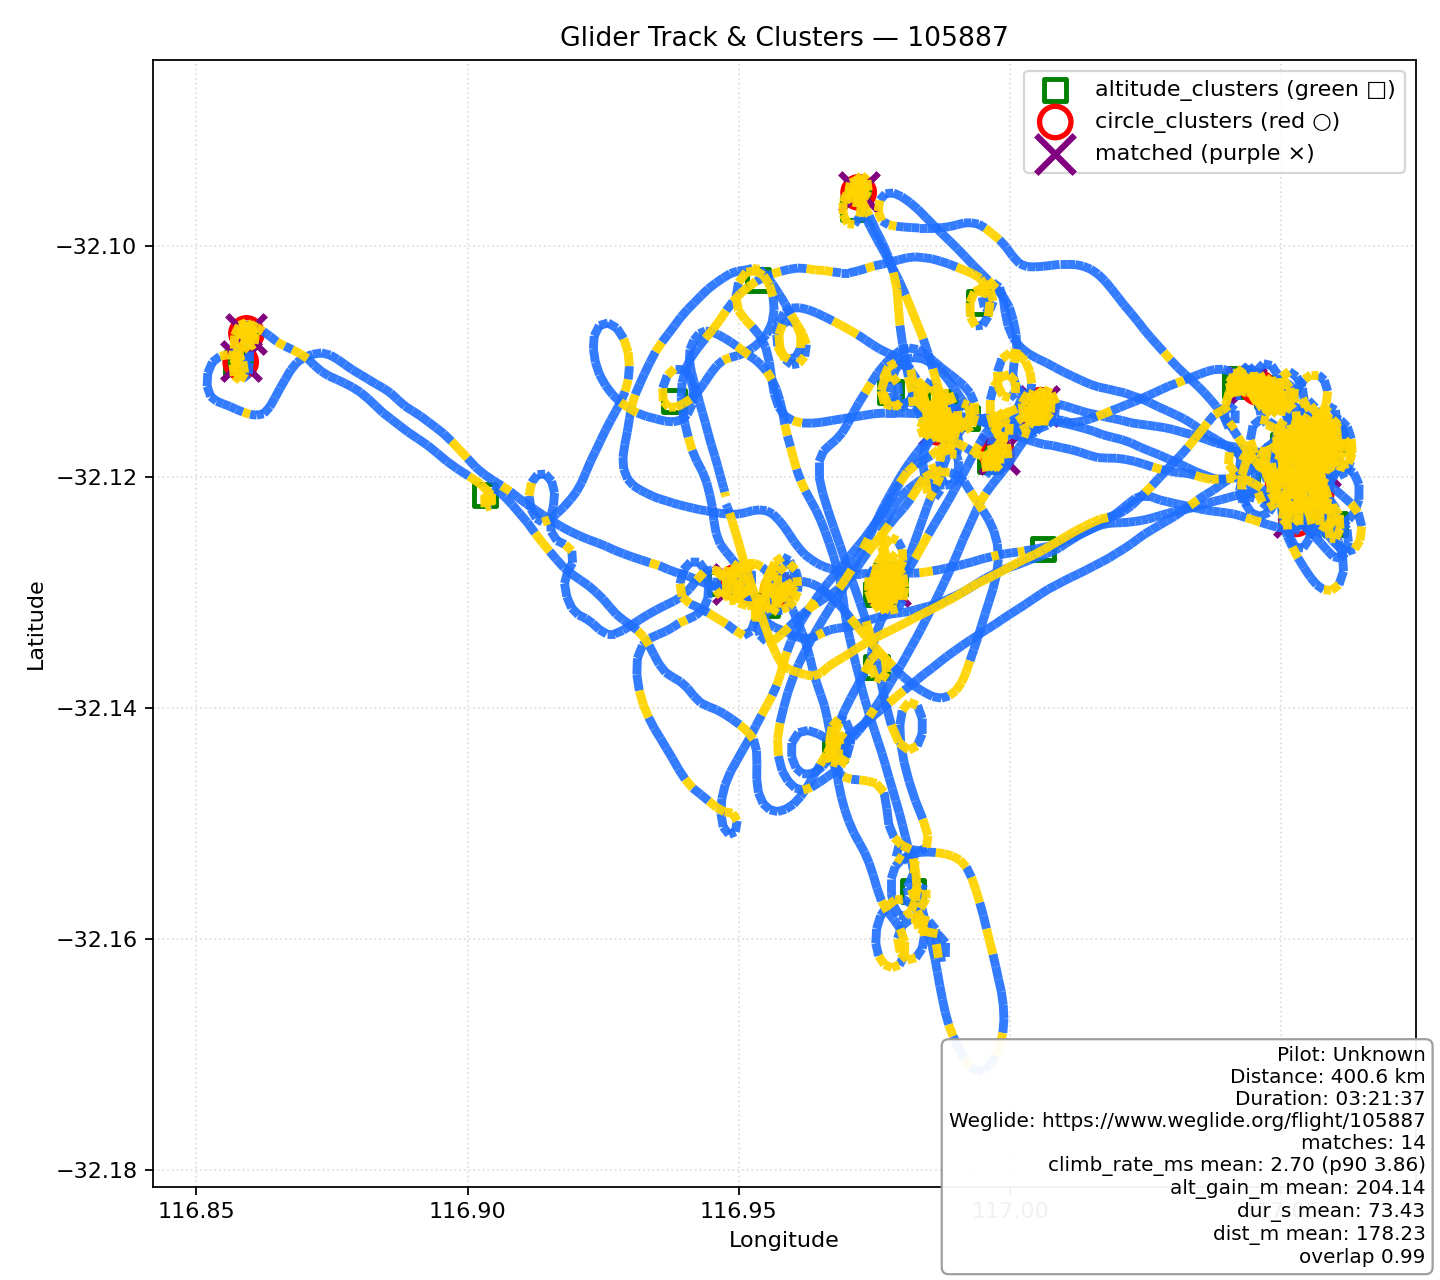 Glider Track & Clusters — 105887
altitude_clusters (green □)
circle_clusters (red ○)
matched (purple ×)
Latitude
−32.10
−32.12
−32.14
−32.16
−32.18
116.85
116.90
116.95
117.00
Longitude
Pilot: Unknown
Distance: 400.6 km
Duration: 03:21:37
Weglide: https://www.weglide.org/flight/105887
matches: 14
climb_rate_ms mean: 2.70 (p90 3.86)
alt_gain_m mean: 204.14
dur_s mean: 73.43
dist_m mean: 178.23
overlap 0.99